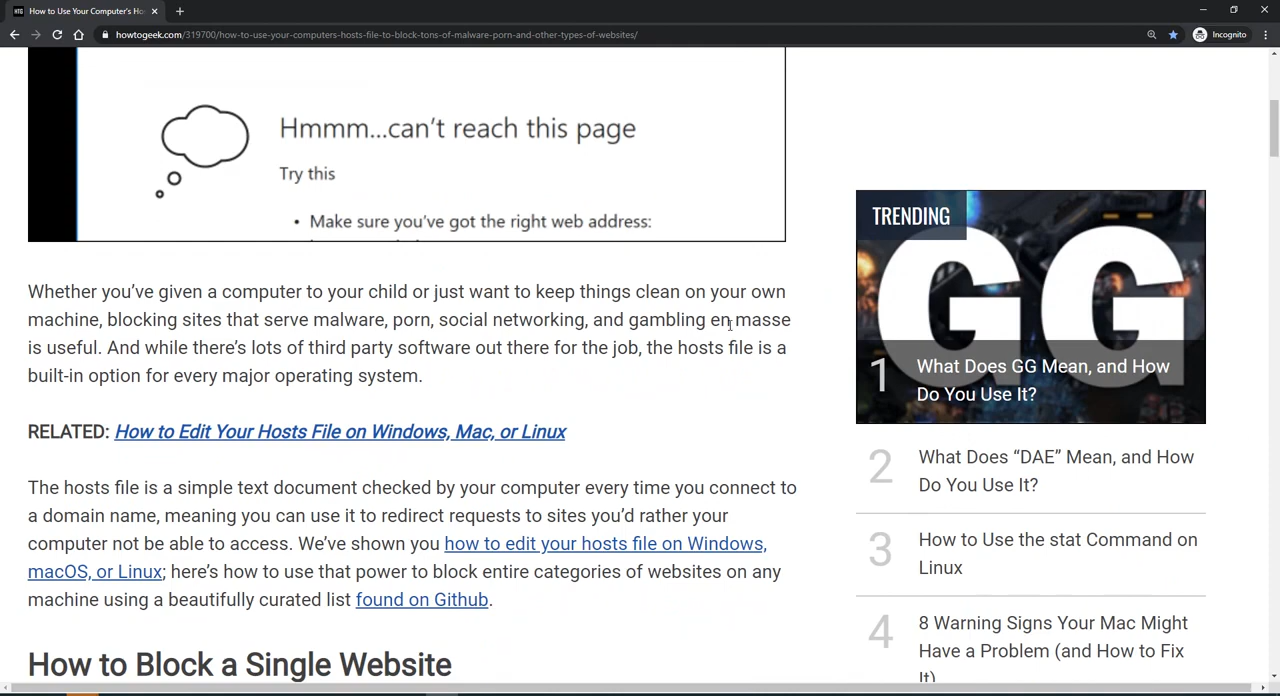 HTG How to Use Your Computer's Ho
howtogeek.com/319700/how-to-use-your-computers-hosts-file-to-block-tons-of-malware-porn-and-other-types-of-websites/
Incognito
Hmmm...can't reach this page
Try this
• Make sure you've got the right web address:
Whether you've given a computer to your child or just want to keep things clean on your own
machine, blocking sites that serve malware, porn, social networking, and gambling en masse
is useful. And while there's lots of third party software out there for the job, the hosts file is a
built-in option for every major operating system.
RELATED: How to Edit Your Hosts File on Windows, Mac, or Linux
The hosts file is a simple text document checked by your computer every time you connect to
a domain name, meaning you can use it to redirect requests to sites you'd rather your
computer not be able to access. We've shown you how to edit your hosts file on Windows,
macOS, or Linux; here's how to use that power to block entire categories of websites on any
machine using a beautifully curated list found on Github.
How to Block a Single Website
TRENDING
GG
1 What Does GG Mean, and How
Do You Use It?
2 What Does “DAE” Mean, and How
Do You Use It?
3 How to Use the stat Command on
Linux
4 8 Warning Signs Your Mac Might
Have a Problem (and How to Fix
It)